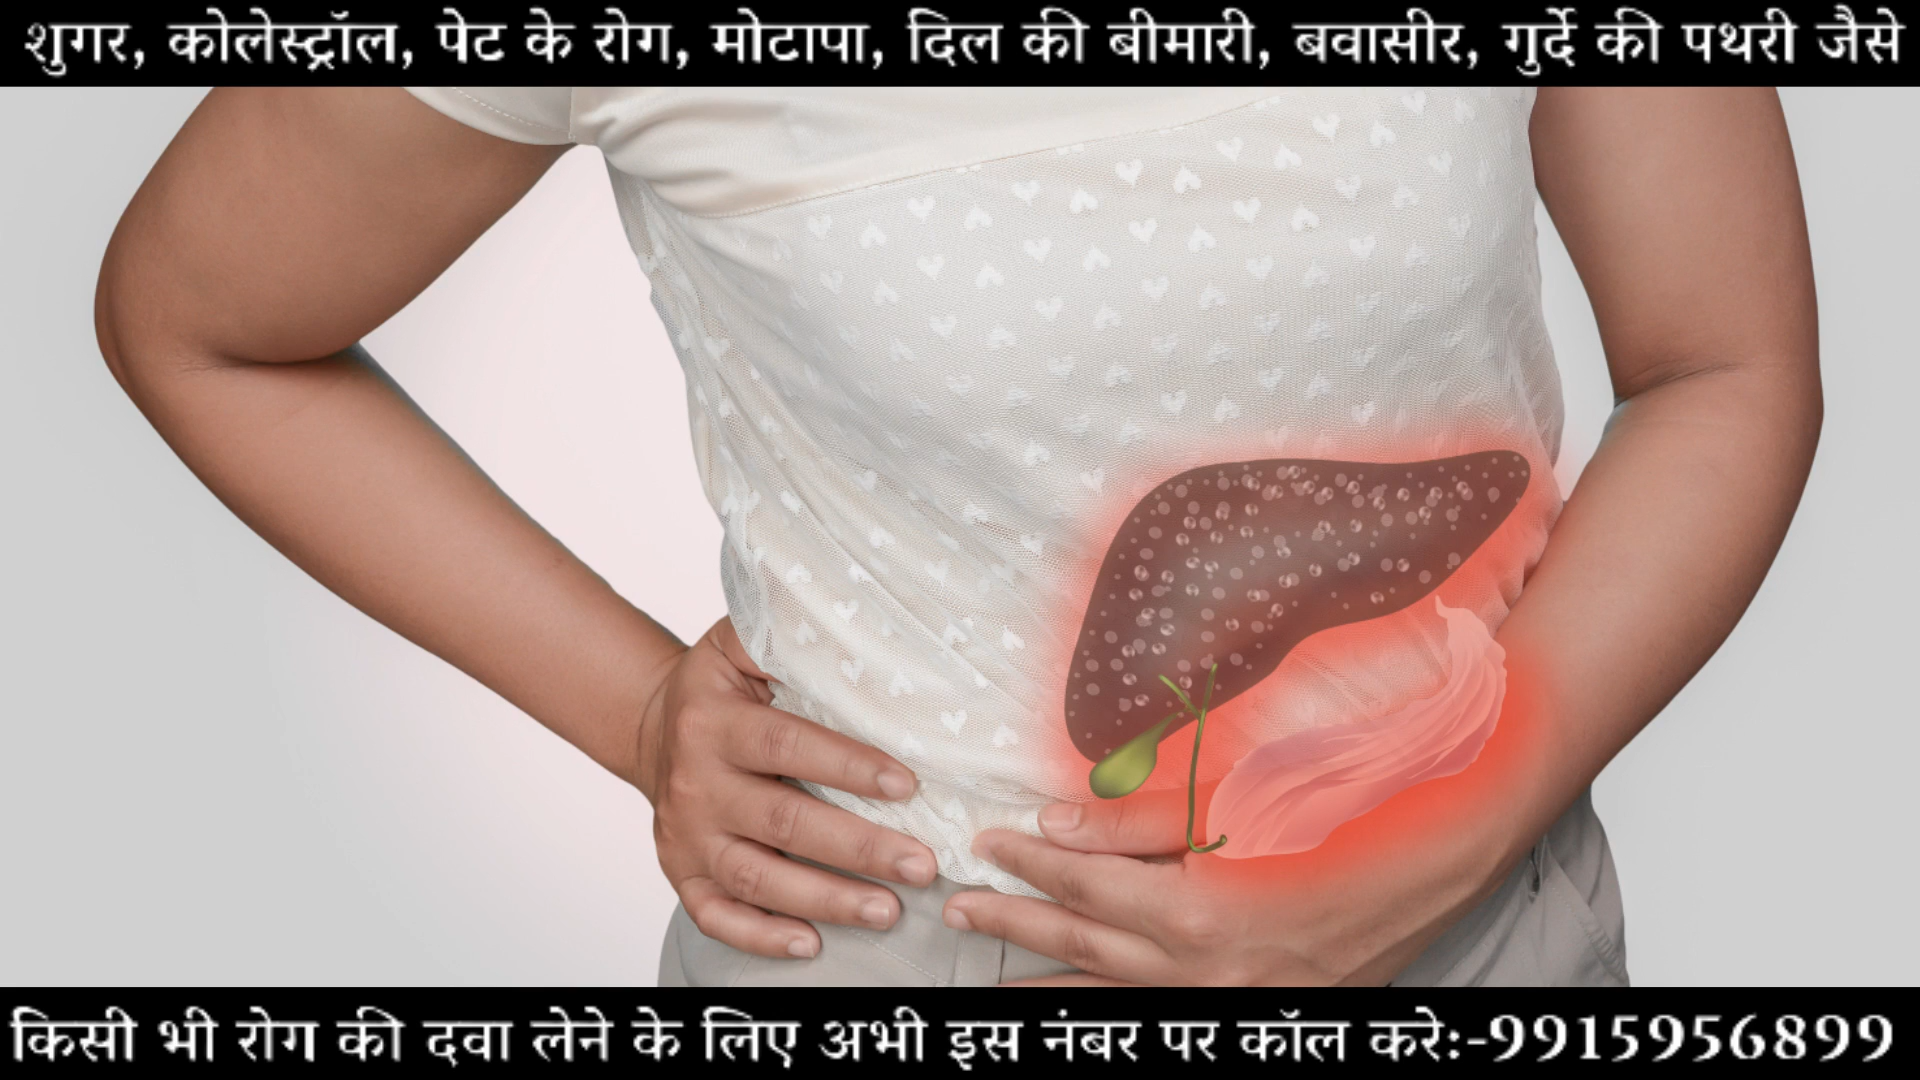 शुगर, कोलेस्ट्रॉल, पेट के रोग, मोटापा, दिल की बीमारी, बवासीर, गुर्दे की पथरी जैसे
किसी भी रोग की दवा लेने के लिए अभी इस नंबर पर कॉल करे:-9915956899